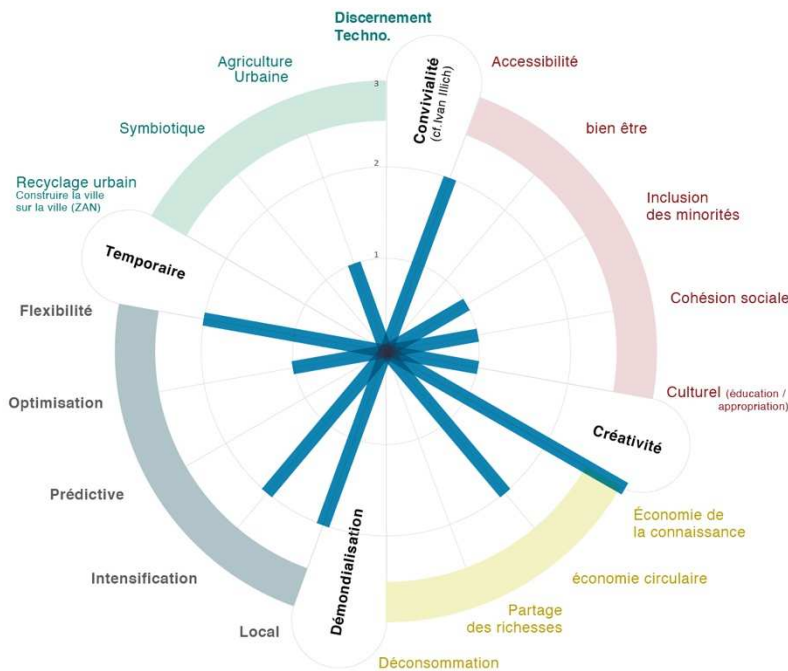 Discernement
Techno.
Convivialité
(cf.Ivan Illich)
Accessibilité
bien être
Inclusion
des minorités
Cohésion sociale
Culturel (éducation /
appropriation)
Créativité
Économie de
la connaissance
économie circulaire
Partage
des richesses
Déconsommation
Démondialisation
Local
Intensification
Prédictive
Optimisation
Flexibilité
Temporaire
Recyclage urbain
Construire la ville
sur la ville (ZAN)
Symbiotique
Agriculture
Urbaine
3
2
1